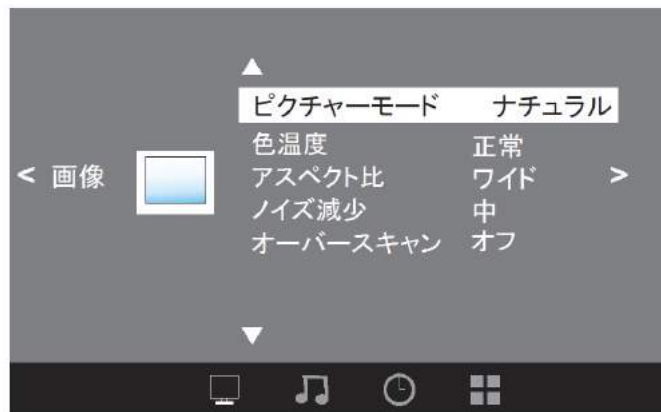 ピクチャーモード ナチュラル
色温度 正常
< 画像 アスペクト比 ワイド >
ノイズ減少 中
オーバースキャン オフ